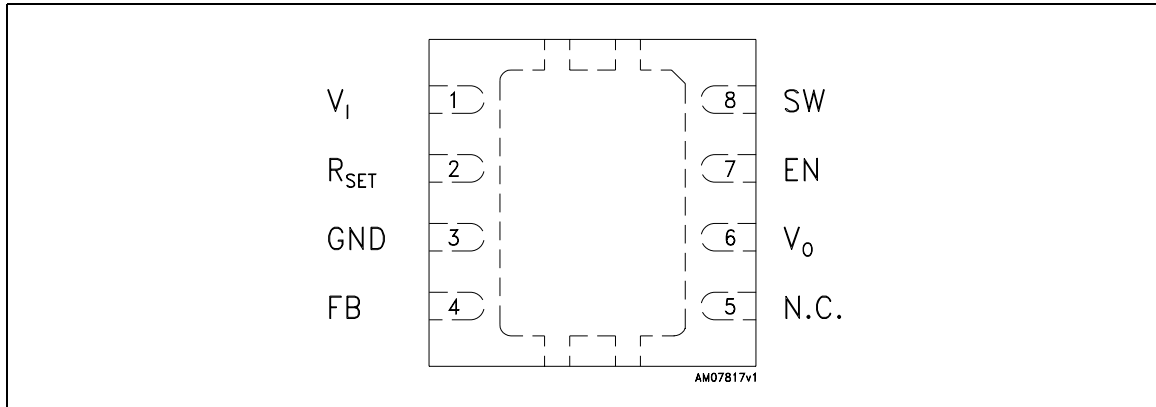 V_I 1 8 SW
R_SET 2 7 EN
GND 3 6 V_O
FB 4 5 N.C.
AM07817v1